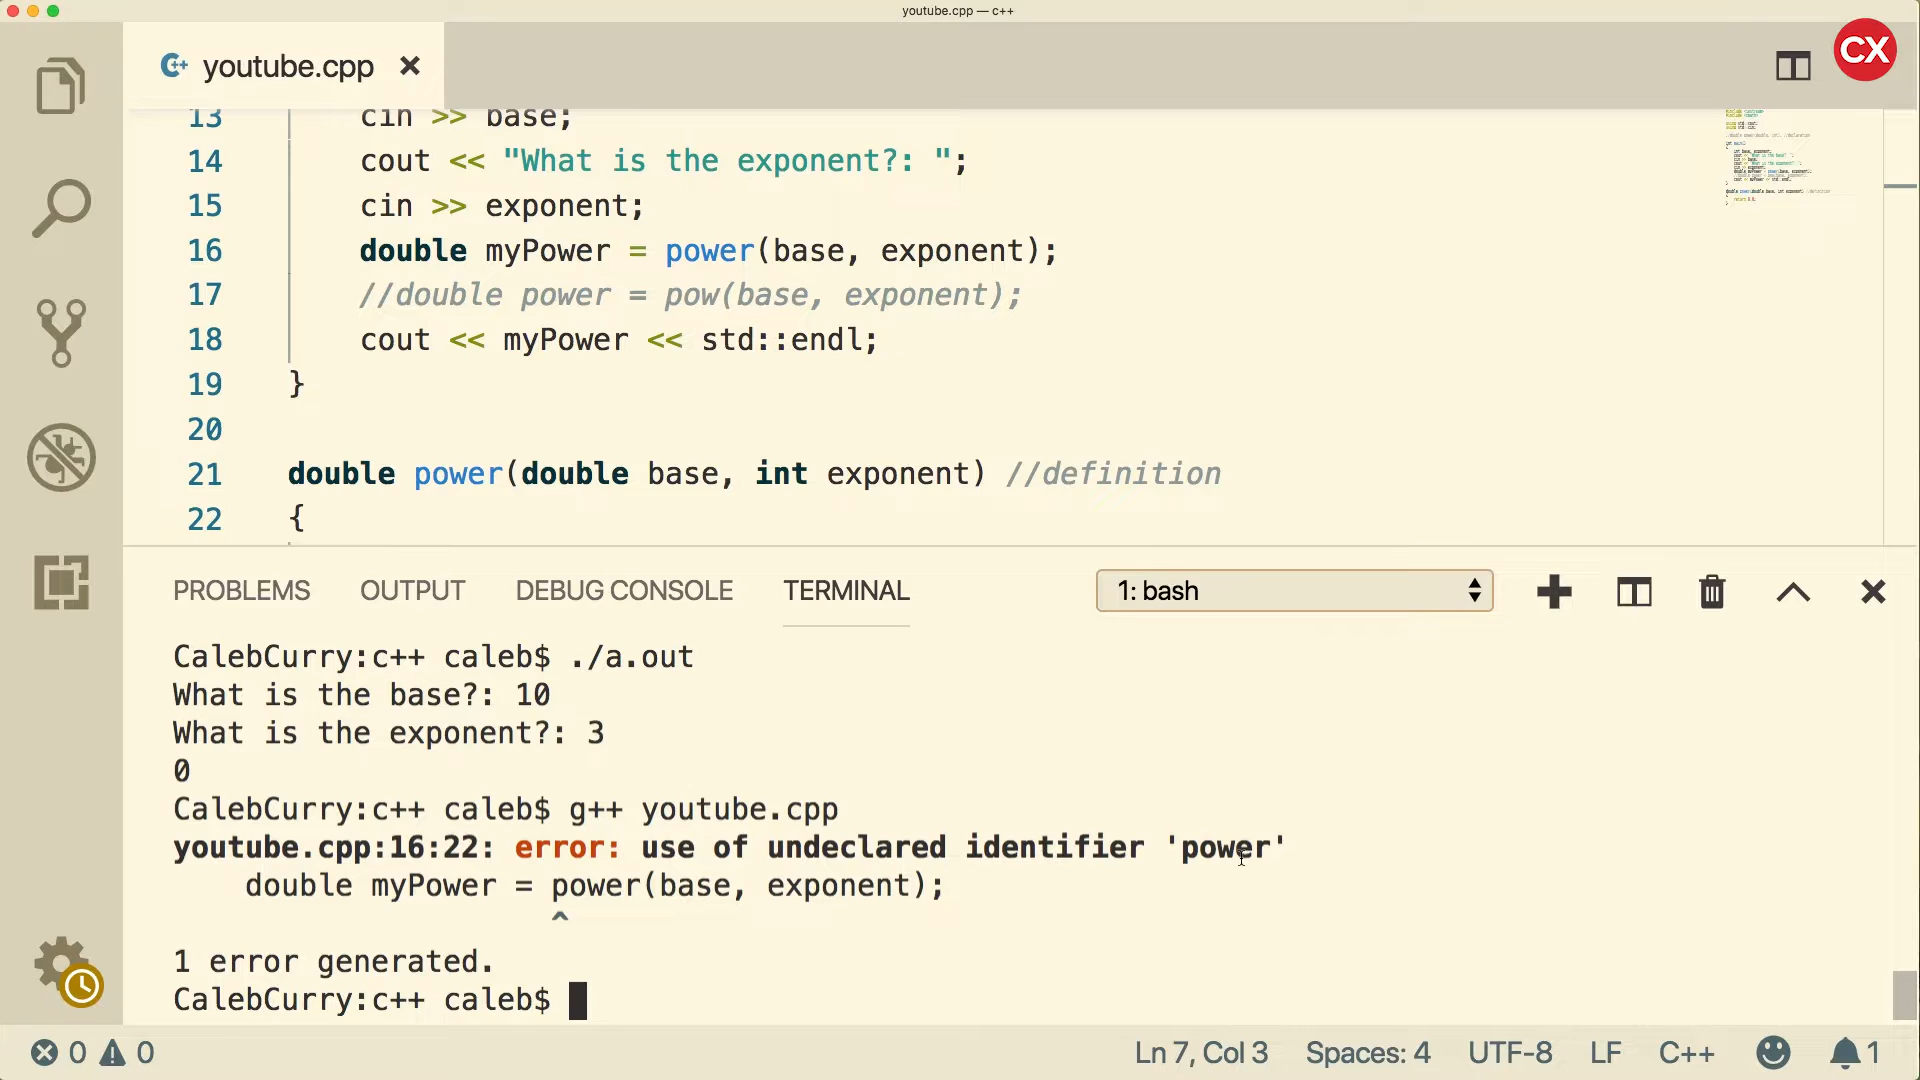 youtube.cpp — c++
youtube.cpp
CX
13 cin >> base;
14 cout << "What is the exponent?: ";
15 cin >> exponent;
16 double myPower = power(base, exponent);
17 //double power = pow(base, exponent);
18 cout << myPower << std::endl;
19 }
20
21 double power(double base, int exponent) //definition
22 {
PROBLEMS OUTPUT DEBUG CONSOLE TERMINAL 1: bash
CalebCurry:c++ caleb$ ./a.out
What is the base?: 10
What is the exponent?: 3
0
CalebCurry:c++ caleb$ g++ youtube.cpp
youtube.cpp:16:22: error: use of undeclared identifier 'power'
double myPower = power(base, exponent);
^
1 error generated.
CalebCurry:c++ caleb$
0 0 Ln 7, Col 3 Spaces: 4 UTF-8 LF C++ 1